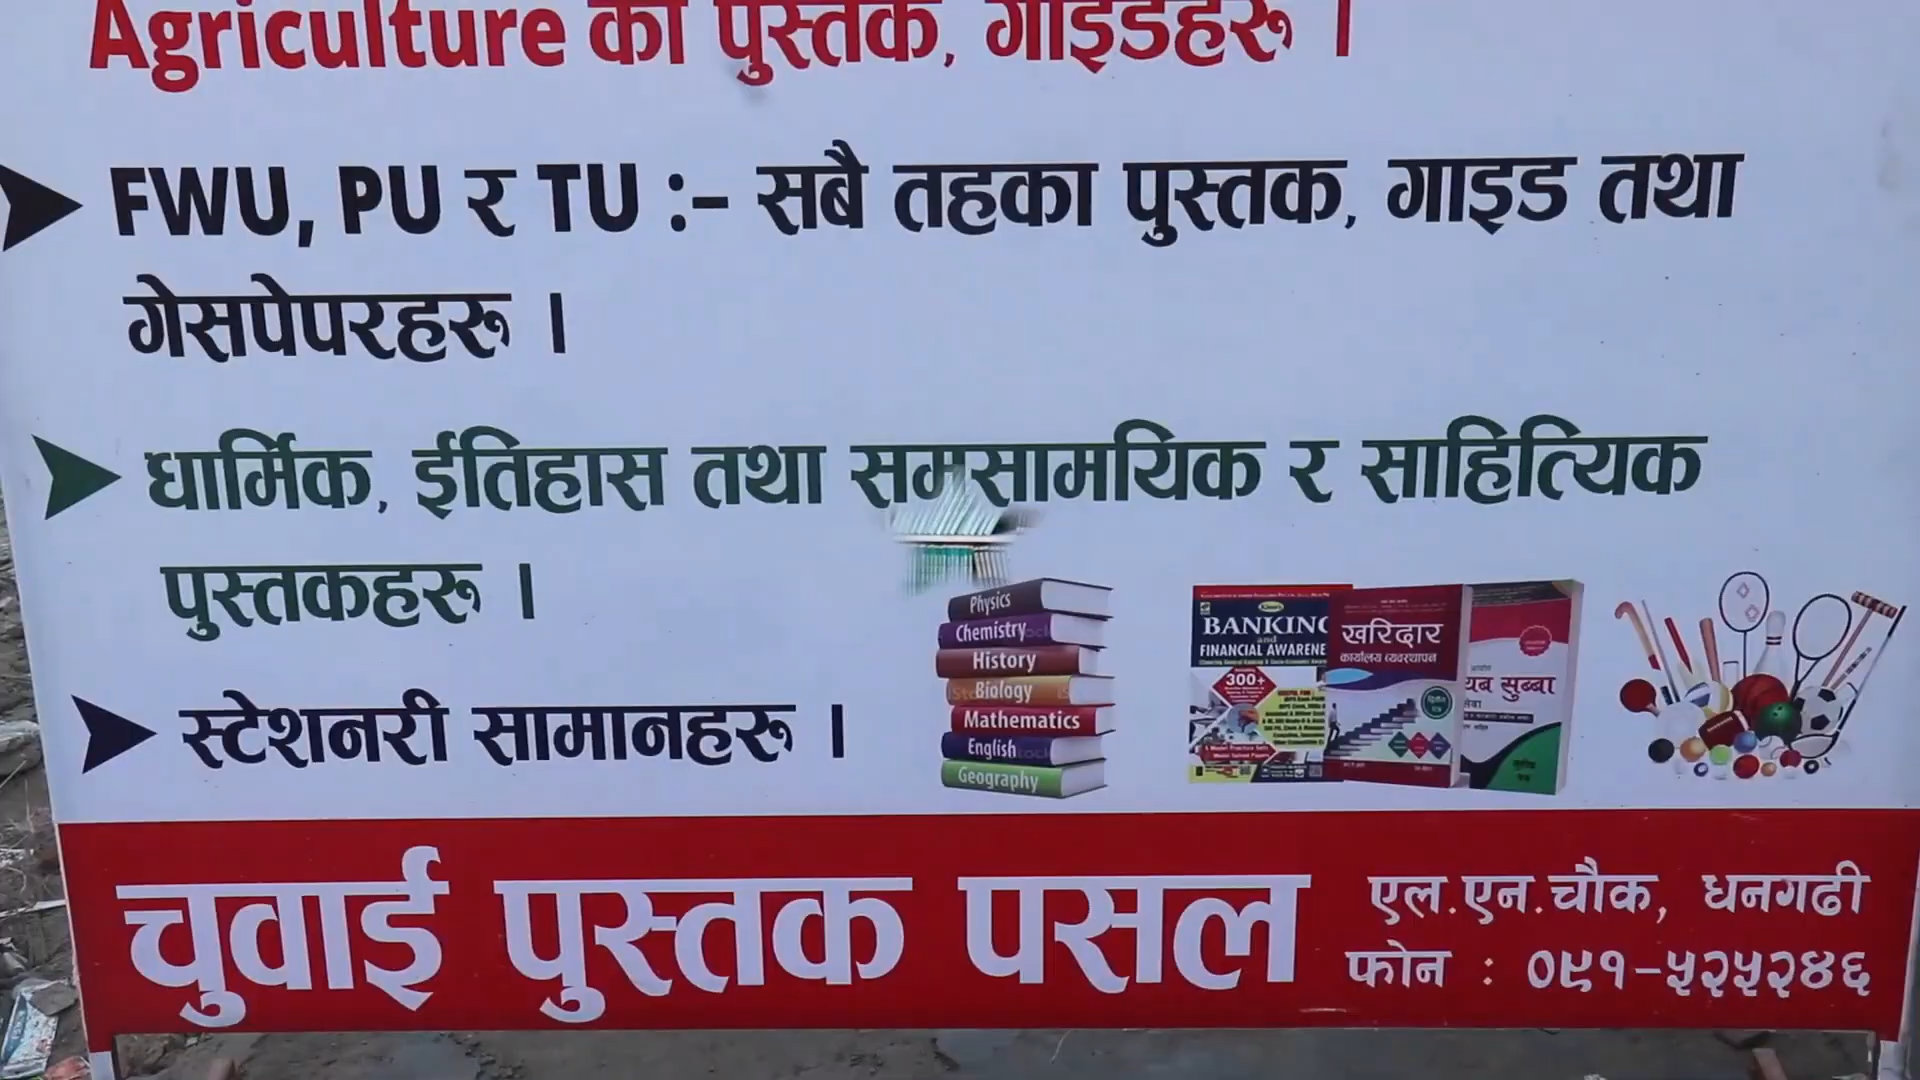 Agriculture का पुस्तक, गाइडहरू ।
FWU, PU र TU :- सबै तहका पुस्तक, गाइड तथा
गेसपेपरहरू ।
धार्मिक, ईतिहास तथा समसामयिक र साहित्यिक
पुस्तकहरू ।
स्टेशनरी सामानहरू ।
Physics
Chemistry
History
Biology
Mathematics
English
Geography
BANKING
and
FINANCIAL AWARENE
300+
खरिदार
कार्यालय व्यवस्थापन
यब सुब्बा
चुवाई पुस्तक पसल
एल.एन.चौक, धनगढी
फोन : ०९१-५२५२४६